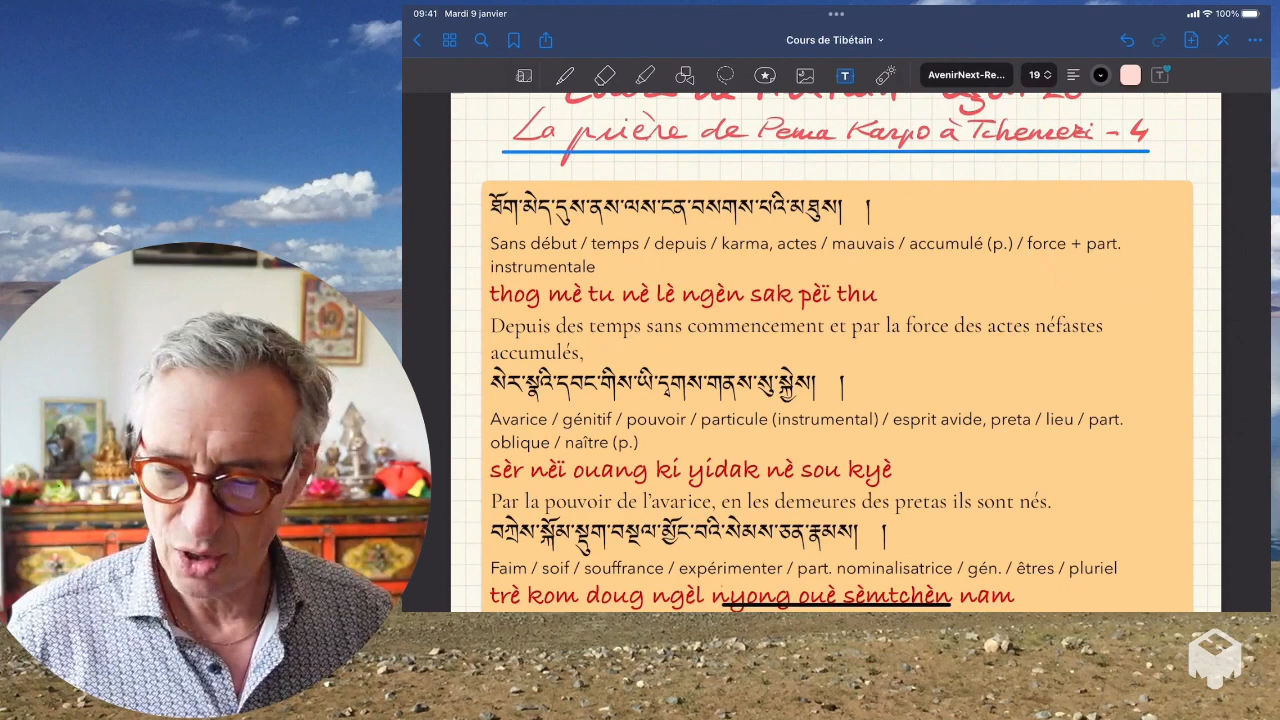 09:41 Mardi 9 janvier
100%
Cours de Tibétain
AvenirNext-Re...
19
La prière de Pema Karpo à Tchenrezi - 4
ཐོག་མེད་དུས་ནས་ལས་ངན་བསགས་པའི་མཐུས། །
Sans début / temps / depuis / karma, actes / mauvais / accumulé (p.) / force + part.
instrumentale
thog mè tu nè lè ngèn sak pèï thu
Depuis des temps sans commencement et par la force des actes néfastes
accumulés,
སེར་སྣའི་དབང་གིས་ཡི་དྭགས་གནས་སུ་སྐྱེས། །
Avarice / génitif / pouvoir / particule (instrumental) / esprit avide, preta / lieu / part.
oblique / naître (p.)
sèr nèï ouang ki yidak nè sou kyè
Par la pouvoir de l’avarice, en les demeures des pretas ils sont nés.
བཀྲེས་སྐོམ་སྡུག་བསྔལ་མྱོང་བའི་སེམས་ཅན་རྣམས། །
Faim / soif / souffrance / expérimenter / part. nominalisatrice / gén. / êtres / pluriel
trè kom doug ngèl nyong ouè sèmtchèn nam